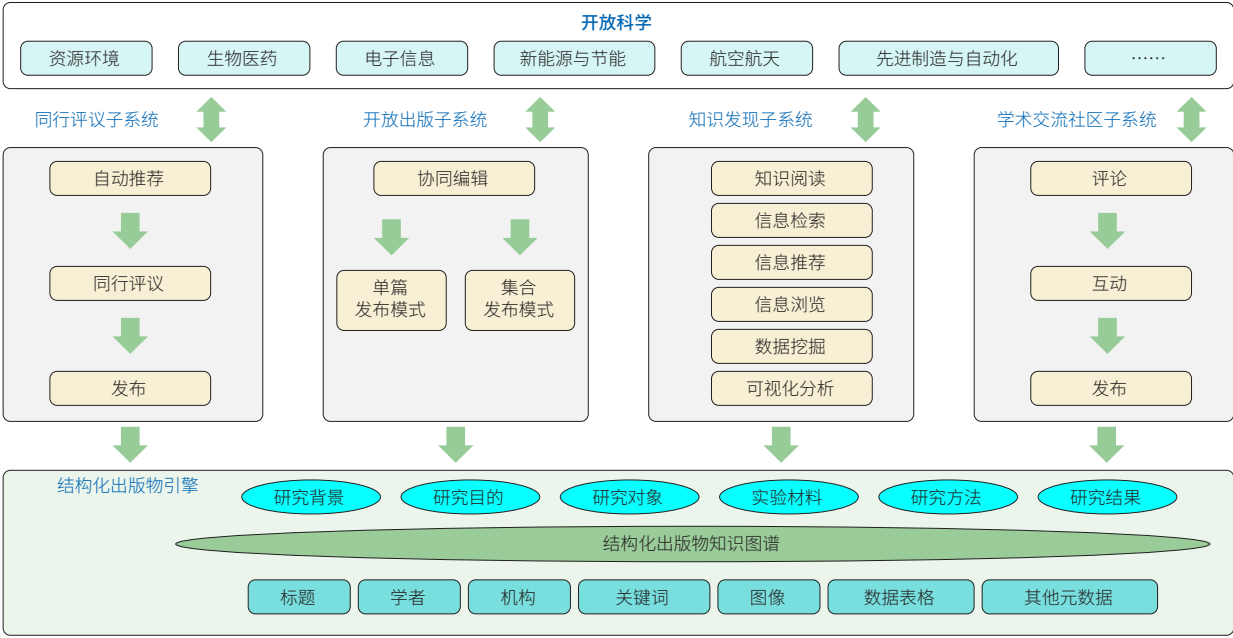 开放科学
资源环境
生物医药
电子信息
新能源与节能
航空航天
先进制造与自动化
……
同行评议子系统
开放出版子系统
知识发现子系统
学术交流社区子系统
自动推荐
同行评议
发布
协同编辑
单篇
发布模式
集合
发布模式
知识阅读
信息检索
信息推荐
信息浏览
数据挖掘
可视化分析
评论
互动
发布
结构化出版物引擎
研究背景
研究目的
研究对象
实验材料
研究方法
研究结果
结构化出版物知识图谱
标题
学者
机构
关键词
图像
数据表格
其他元数据